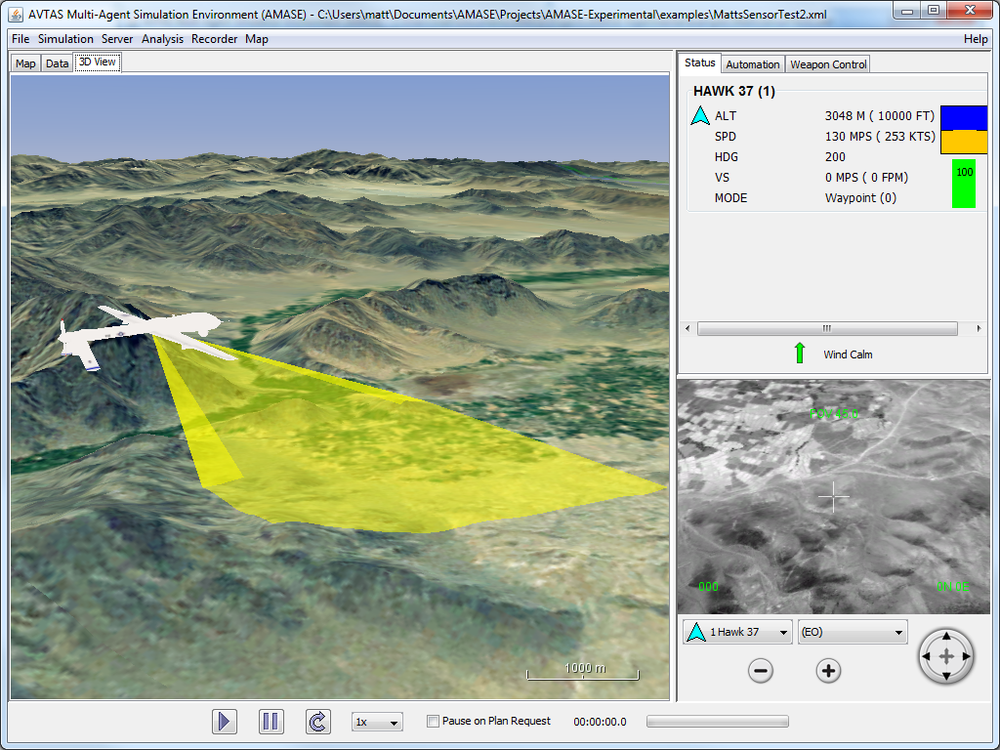 AVTAS Multi-Agent Simulation Environment (AMASE) - C:\Users\matt\Documents\AMASE\Projects\AMASE-Experimental\examples\MattsSensorTest2.xml
File Simulation Server Analysis Recorder Map Help
Map Data 3D View
Status Automation Weapon Control
HAWK 37 (1)
ALT 3048 M ( 10000 FT)
SPD 130 MPS ( 253 KTS)
HDG 200
VS 0 MPS ( 0 FPM)
100
MODE Waypoint (0)
Wind Calm
000
1000 m
1 Hawk 37 (EO)
1x Pause on Plan Request 00:00:00.0